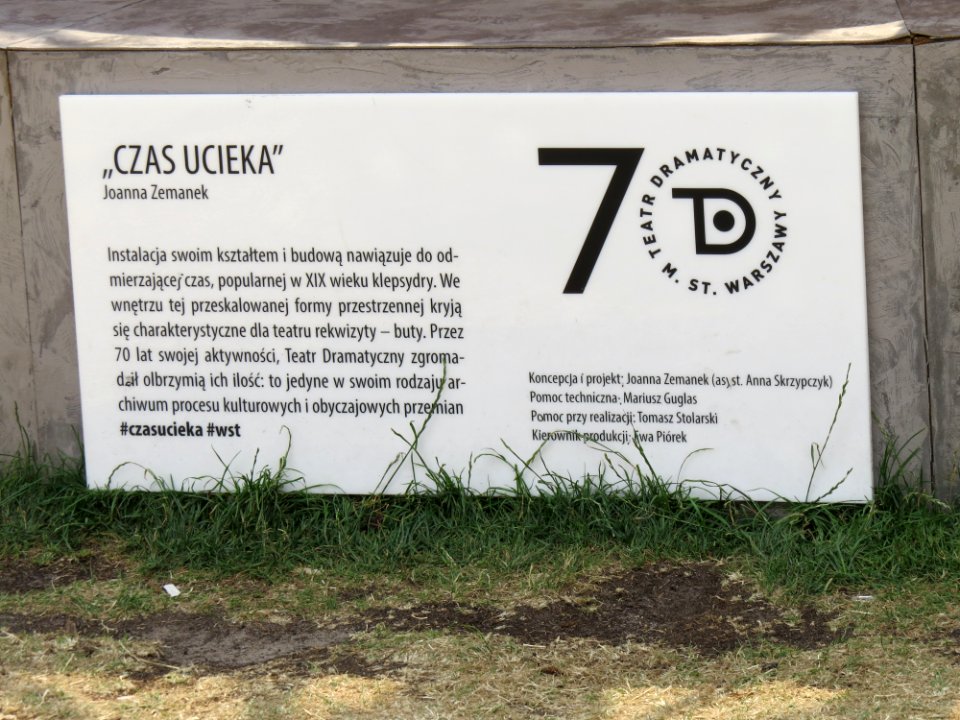 „CZAS UCIEKA”
Joanna Zemanek
Instalacja swoim kształtem i budową nawiązuje do od-
mierzającej czas, popularnej w XIX wieku klepsydry. We
wnętrzu tej przeskalowanej formy przestrzennej kryją
się charakterystyczne dla teatru rekwizyty – buty. Przez
70 lat swojej aktywności, Teatr Dramatyczny zgroma-
dził olbrzymią ich ilość: to jedyne w swoim rodzaju ar-
chiwum procesu kulturowych i obyczajowych przemian
#czasucieka #wst
7
TEATR DRAMATYCZNY M. ST. WARSZAWY
TD
Koncepcja i projekt: Joanna Zemanek (asyst. Anna Skrzypczyk)
Pomoc techniczna: Mariusz Guglas
Pomoc przy realizacji: Tomasz Stolarski
Kierownik produkcji: Ewa Piórek